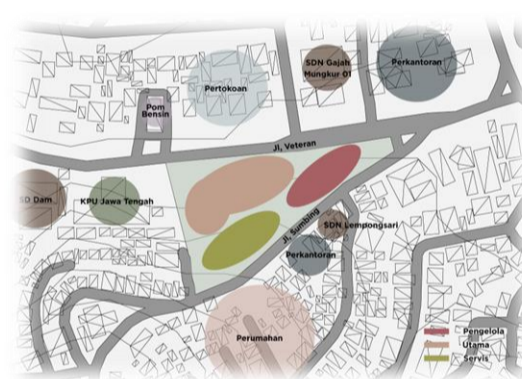 SDN Gajah
Mungkur 01
Perkantoran
Pertokoan
Pom
Bensin
Jl, Veteran
SD Dam
KPU Jawa Tengah
Jl, Sumbing
SDN Lempongsari
Perkantoran
Perumahan
Pengelola
Utama
Servis